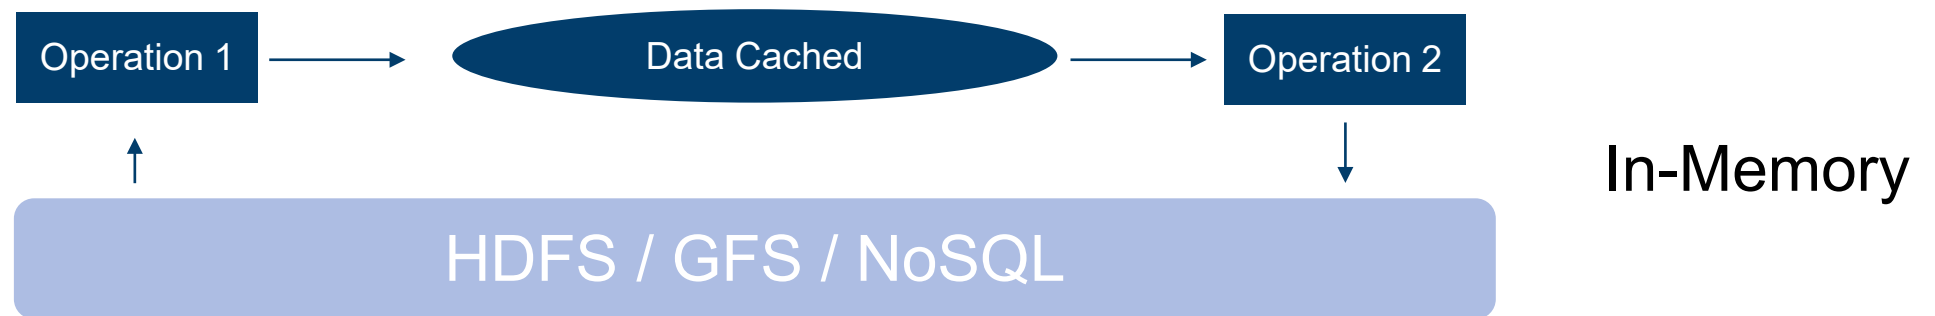 Operation 1
Data Cached
Operation 2
In-Memory
HDFS / GFS / NoSQL